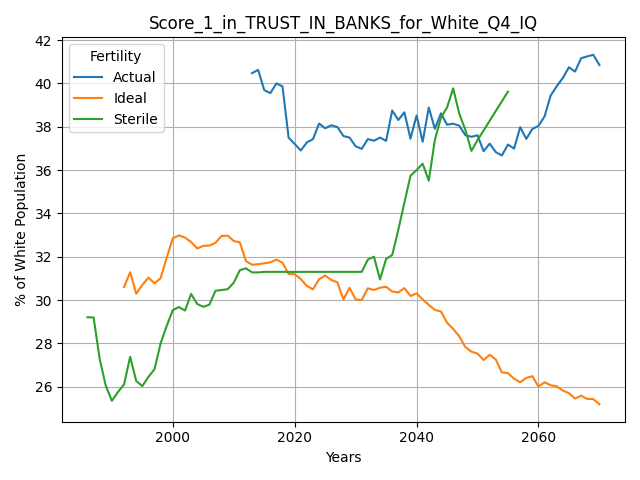 Score_1_in_TRUST_IN_BANKS_for_White_Q4_IQ
Fertility
Actual
Ideal
Sterile
% of White Population
42
40
38
36
34
32
30
28
26
2000
2020
2040
2060
Years